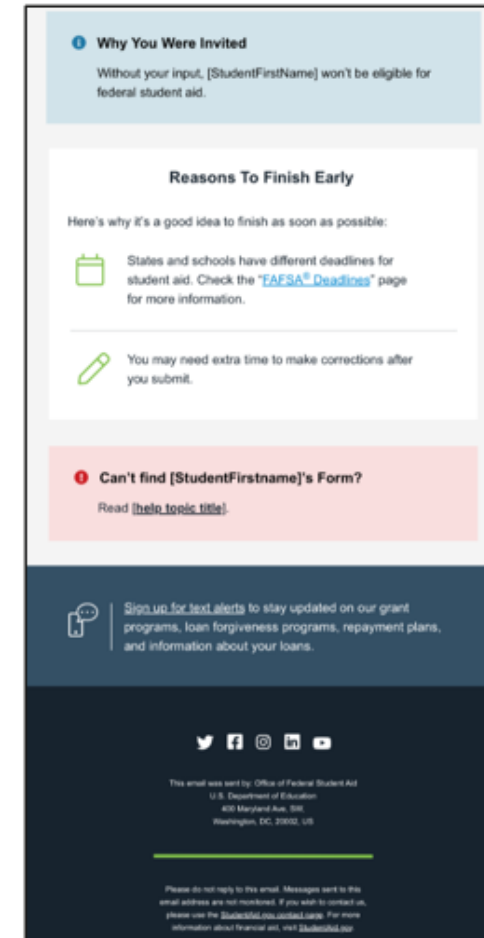 Why You Were Invited
Without your input, [StudentFirstName] won't be eligible for
federal student aid.
Reasons To Finish Early
Here's why it's a good idea to finish as soon as possible:
States and schools have different deadlines for
student aid. Check the "FAFSA® Deadlines" page
for more information.
You may need extra time to make corrections after
you submit.
Can't find [StudentFirstname]'s Form?
Read [help topic title].
Sign up for text alerts to stay updated on our grant
programs, loan forgiveness programs, repayment plans,
and information about your loans.
This email was sent by: Office of Federal Student Aid
U.S. Department of Education
400 Maryland Ave, SW,
Washington, DC, 20002, US
Please do not reply to this email. Messages sent to this
email address are not monitored. If you wish to contact us,
please use the StudentAid.gov contact page. For more
information about financial aid, visit StudentAid.gov.